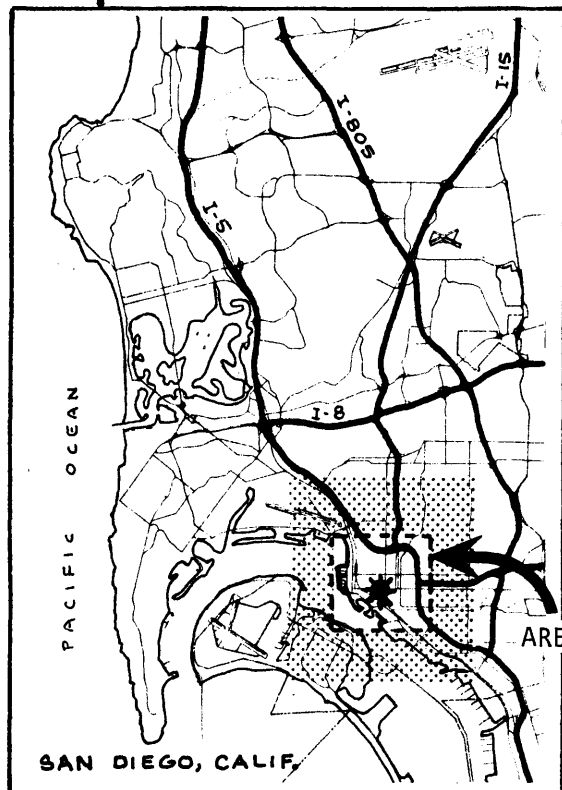 I-15
I-805
I-5
I-8
PACIFIC OCEAN
ARE
SAN DIEGO, CALIF.